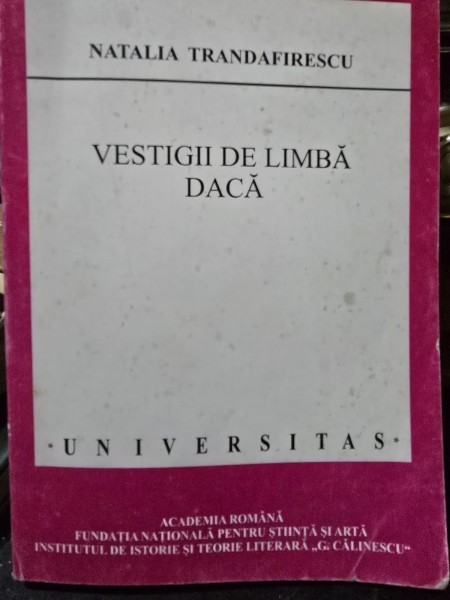 NATALIA TRANDAFIRESCU
VESTIGII DE LIMBĂ
DACĂ
· UNIVERSITAS ·
ACADEMIA ROMÂNĂ
FUNDAȚIA NAȚIONALĂ PENTRU ȘTIINȚĂ ȘI ARTĂ
INSTITUTUL DE ISTORIE ȘI TEORIE LITERARĂ „G. CĂLINESCU"